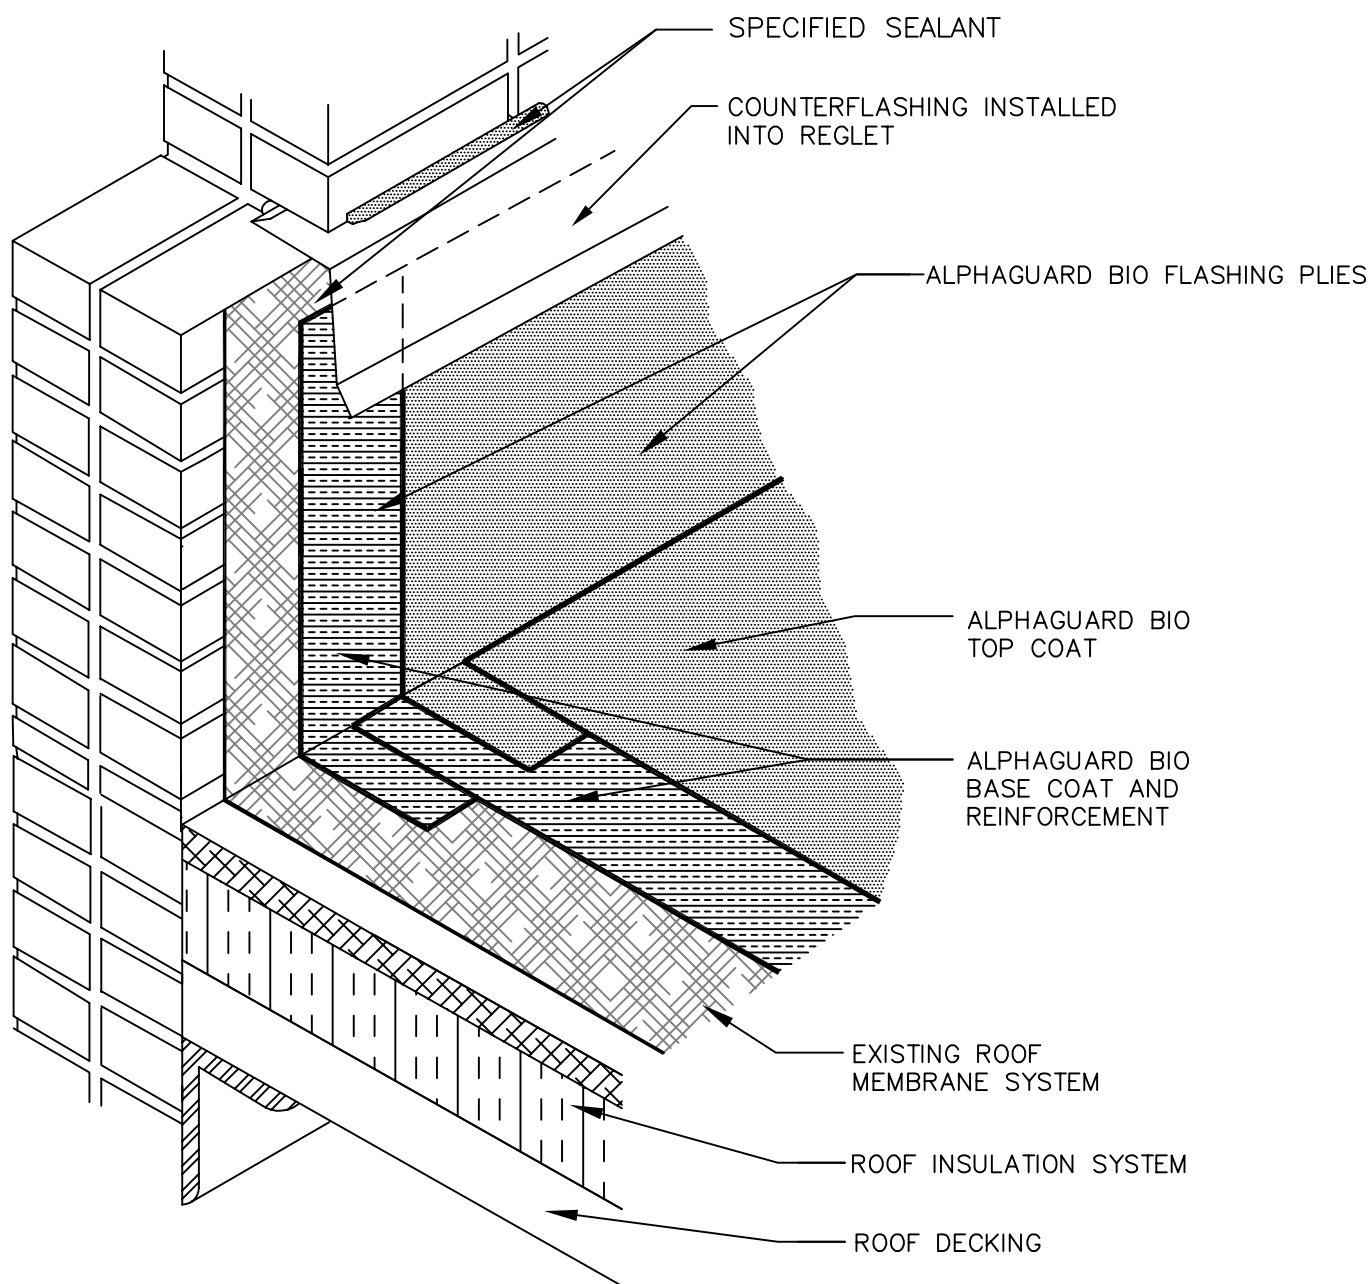 SPECIFIED SEALANT
COUNTERFLASHING INSTALLED
INTO REGLET
ALPHAGUARD BIO FLASHING PLIES
ALPHAGUARD BIO
TOP COAT
ALPHAGUARD BIO
BASE COAT AND
REINFORCEMENT
EXISTING ROOF
MEMBRANE SYSTEM
ROOF INSULATION SYSTEM
ROOF DECKING